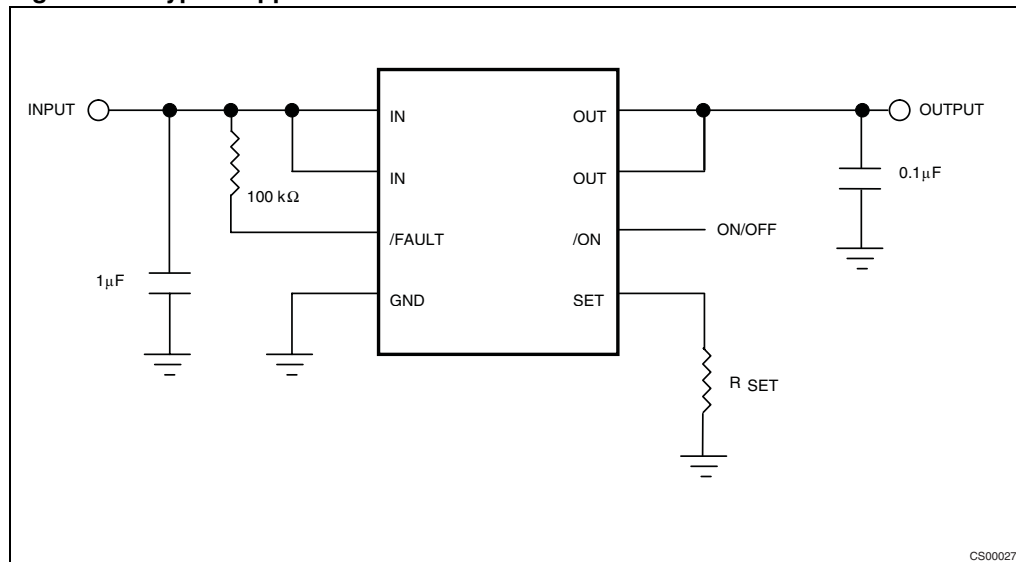 INPUT
IN
OUT
OUTPUT
IN
OUT
0.1μF
100 kΩ
/FAULT
/ON
ON/OFF
1μF
GND
SET
R SET
CS00027